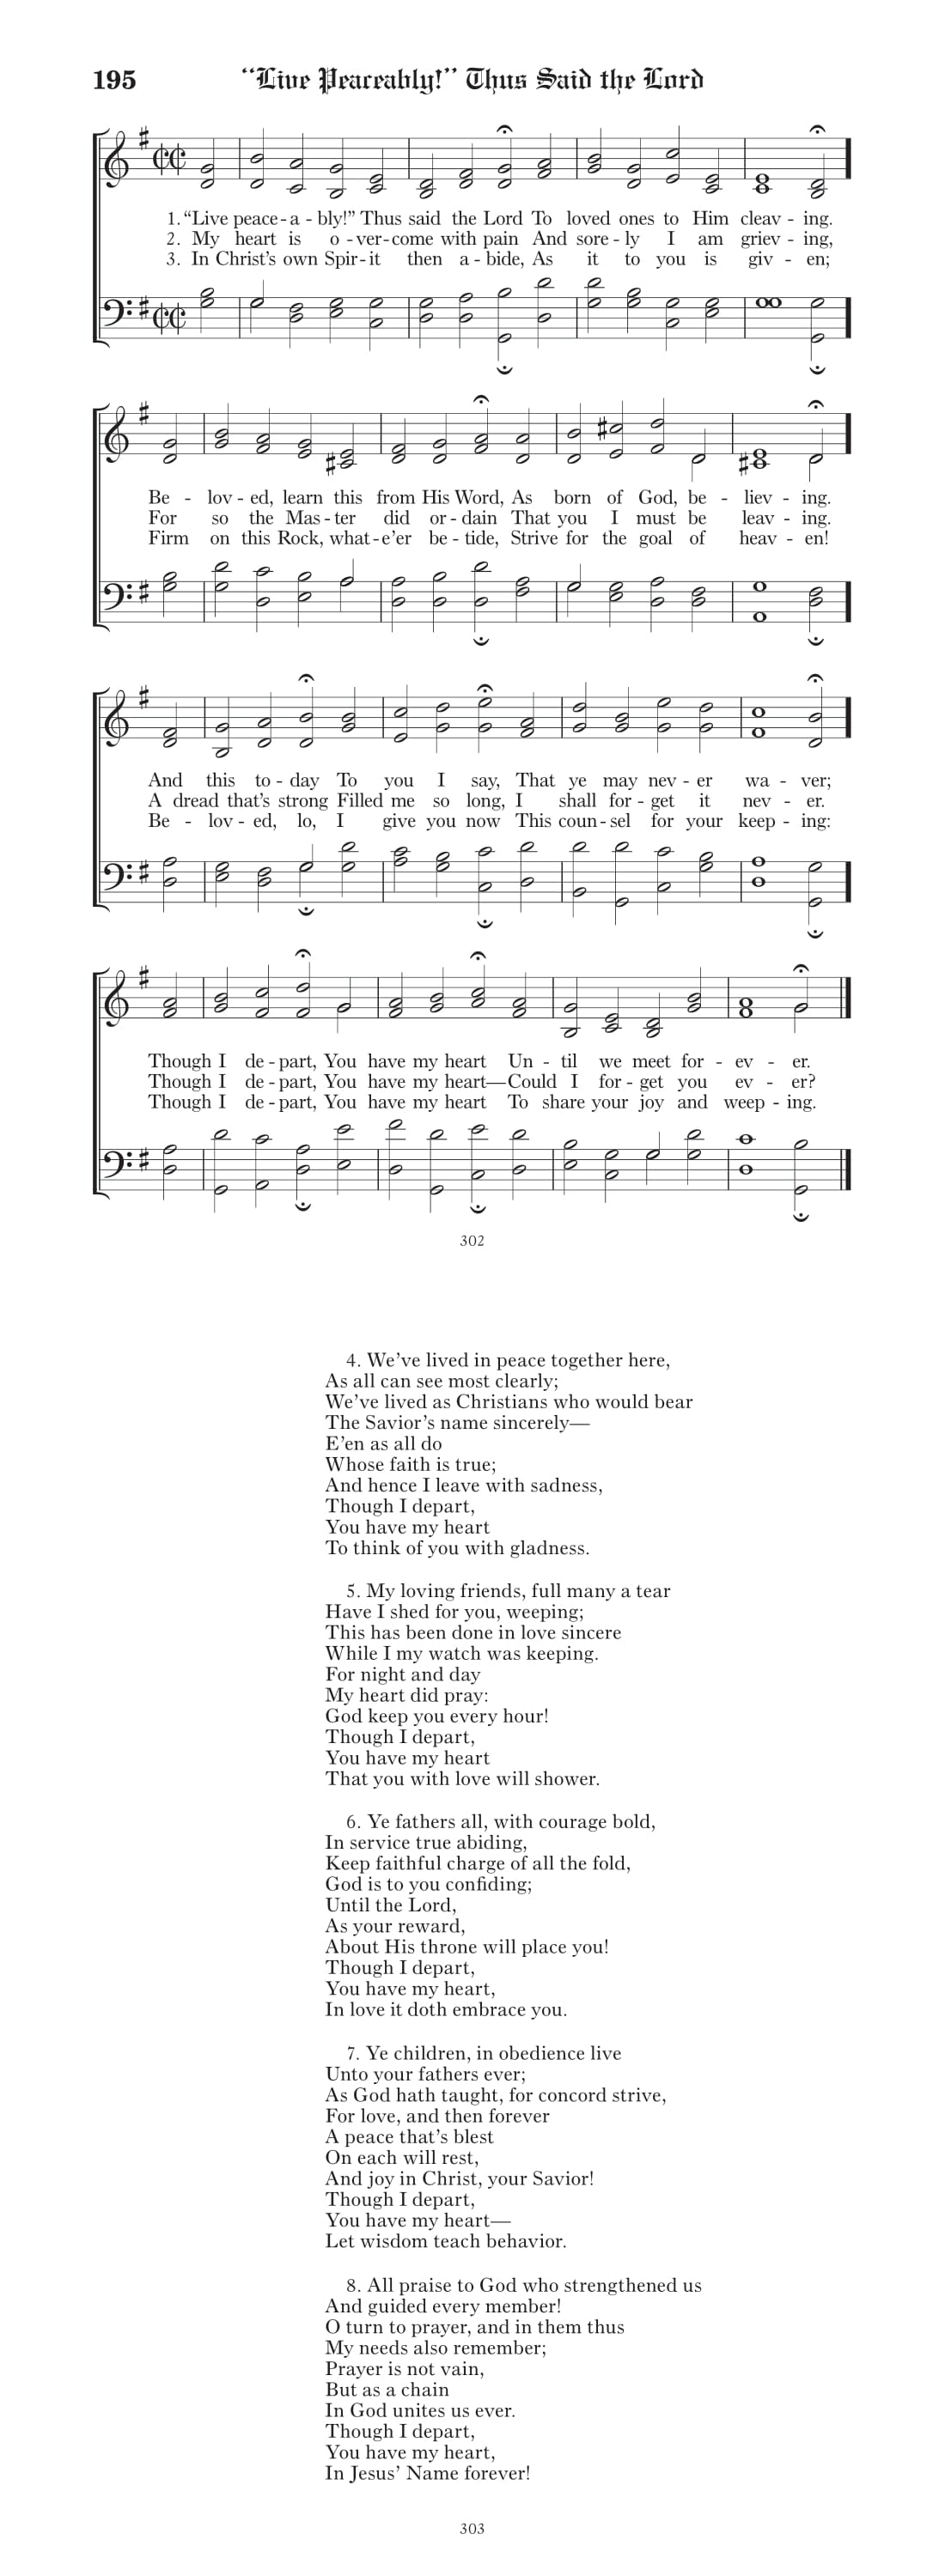 195 “Live Peaceably!” Thus Said the Lord
1. “Live peace - a - bly!” Thus said the Lord To loved ones to Him cleav - ing.
2. My heart is o - ver - come with pain And sore - ly I am griev - ing,
3. In Christ’s own Spir - it then a - bide, As it to you is giv - en;
Be - lov - ed, learn this from His Word, As born of God, be - liev - ing.
For so the Mas - ter did or - dain That you I must be leav - ing.
Firm on this Rock, what - e’er be - tide, Strive for the goal of heav - en!
And this to - day To you I say, That ye may nev - er wa - ver;
A dread that’s strong Filled me so long, I shall for - get it nev - er.
Be - lov - ed, lo, I give you now This coun - sel for your keep - ing:
Though I de - part, You have my heart Un - til we meet for - ev - er.
Though I de - part, You have my heart—Could I for - get you ev - er?
Though I de - part, You have my heart To share your joy and weep - ing.
302
4. We’ve lived in peace together here,
As all can see most clearly;
We’ve lived as Christians who would bear
The Savior’s name sincerely—
E’en as all do
Whose faith is true;
And hence I leave with sadness,
Though I depart,
You have my heart
To think of you with gladness.
5. My loving friends, full many a tear
Have I shed for you, weeping;
This has been done in love sincere
While I my watch was keeping.
For night and day
My heart did pray:
God keep you every hour!
Though I depart,
You have my heart
That you with love will shower.
6. Ye fathers all, with courage bold,
In service true abiding,
Keep faithful charge of all the fold,
God is to you confiding;
Until the Lord,
As your reward,
About His throne will place you!
Though I depart,
You have my heart,
In love it doth embrace you.
7. Ye children, in obedience live
Unto your fathers ever;
As God hath taught, for concord strive,
For love, and then forever
A peace that’s blest
On each will rest,
And joy in Christ, your Savior!
Though I depart,
You have my heart—
Let wisdom teach behavior.
8. All praise to God who strengthened us
And guided every member!
O turn to prayer, and in them thus
My needs also remember;
Prayer is not vain,
But as a chain
In God unites us ever.
Though I depart,
You have my heart,
In Jesus’ Name forever!
303